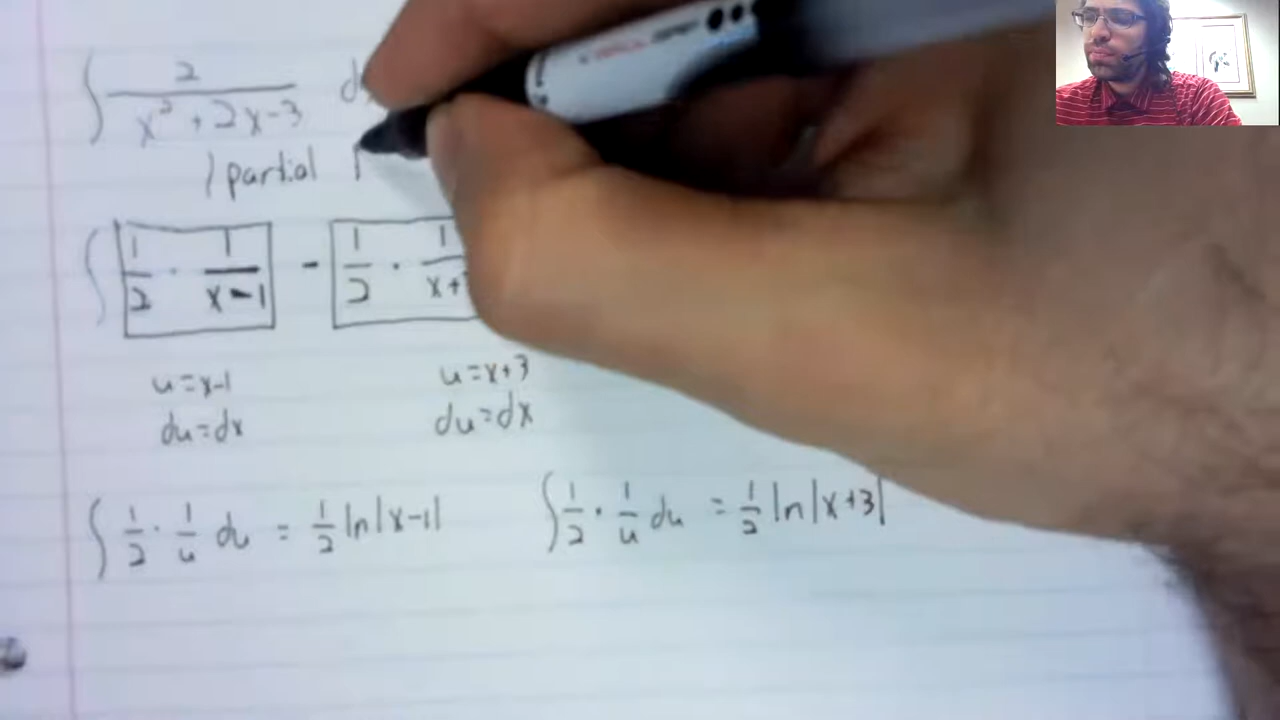 ∫ 2/(x² + 2x-3) d
partial
∫ 1/2 · 1/(x-1) - 1/2 · 1/(x+
u=x-1 u=x+3
du=dx du=dx
∫ 1/2 · 1/u du = 1/2 ln|x-1| ∫ 1/2 · 1/u du = 1/2 ln|x+3|